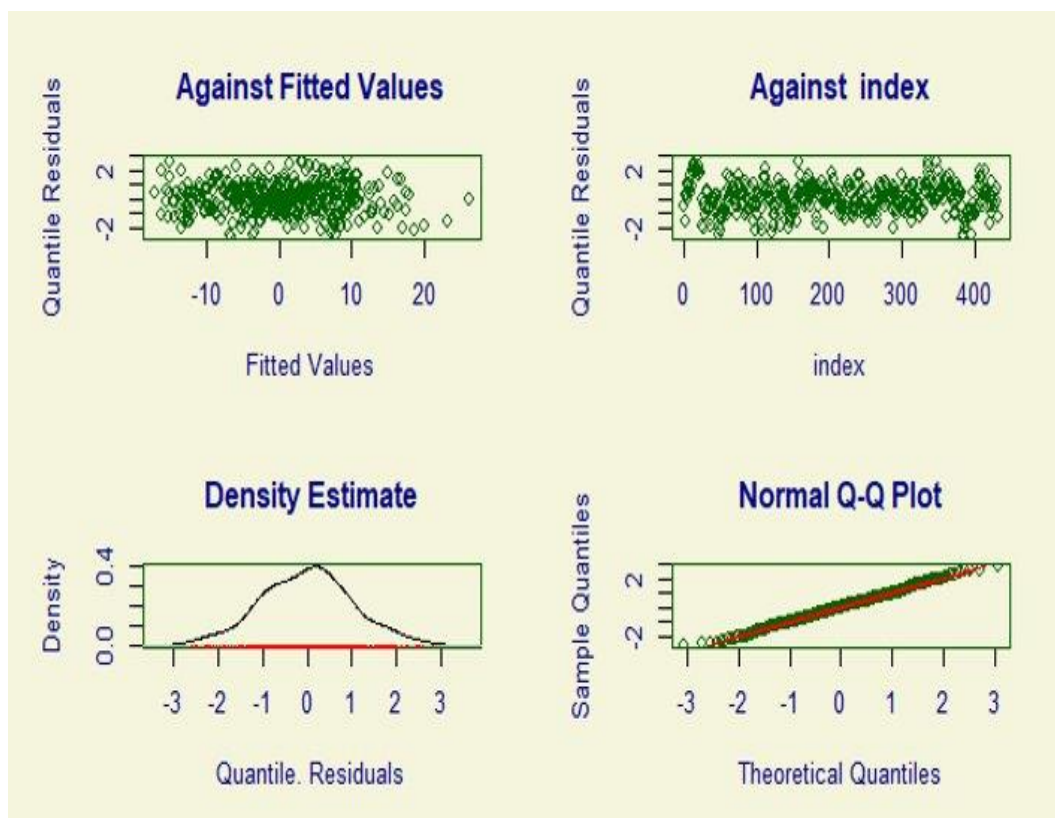 Against Fitted Values
Quantile Residuals
2
-2
-10 0 10 20
Fitted Values
Against index
Quantile Residuals
2
-2
0 100 200 300 400
index
Density Estimate
Density
0.4
0.0
-3 -2 -1 0 1 2 3
Quantile. Residuals
Normal Q-Q Plot
Sample Quantiles
2
-2
-3 -2 -1 0 1 2 3
Theoretical Quantiles